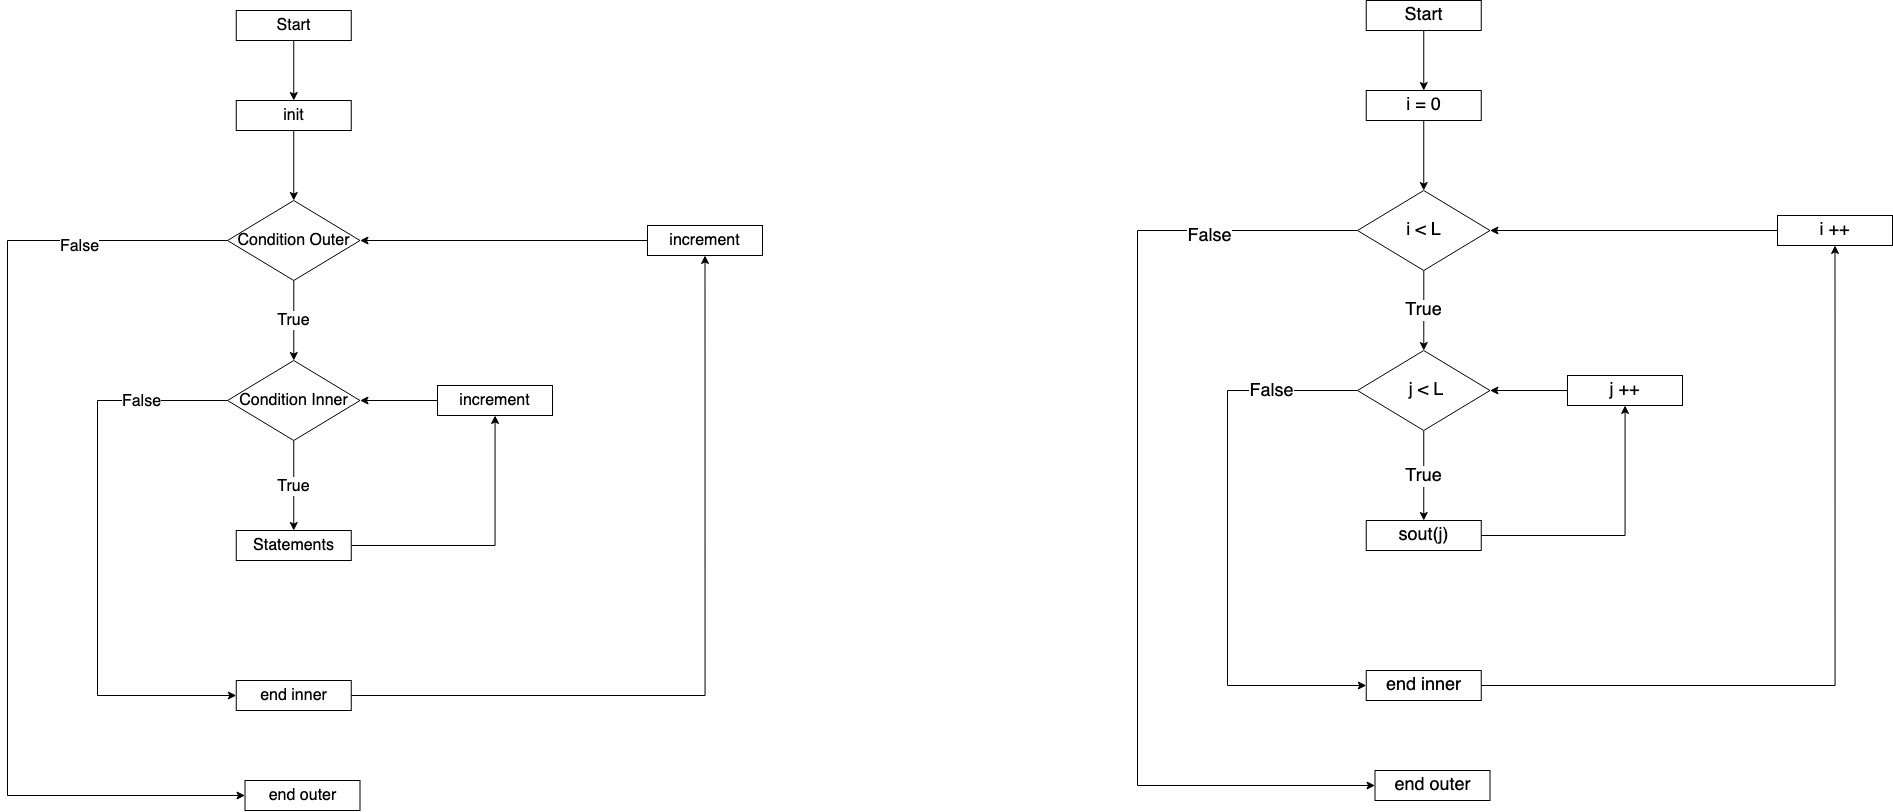 Start
init
Condition Outer
False
increment
True
Condition Inner
False
increment
True
Statements
end inner
end outer
Start
i = 0
i < L
False
i ++
True
j < L
False
j ++
True
sout(j)
end inner
end outer